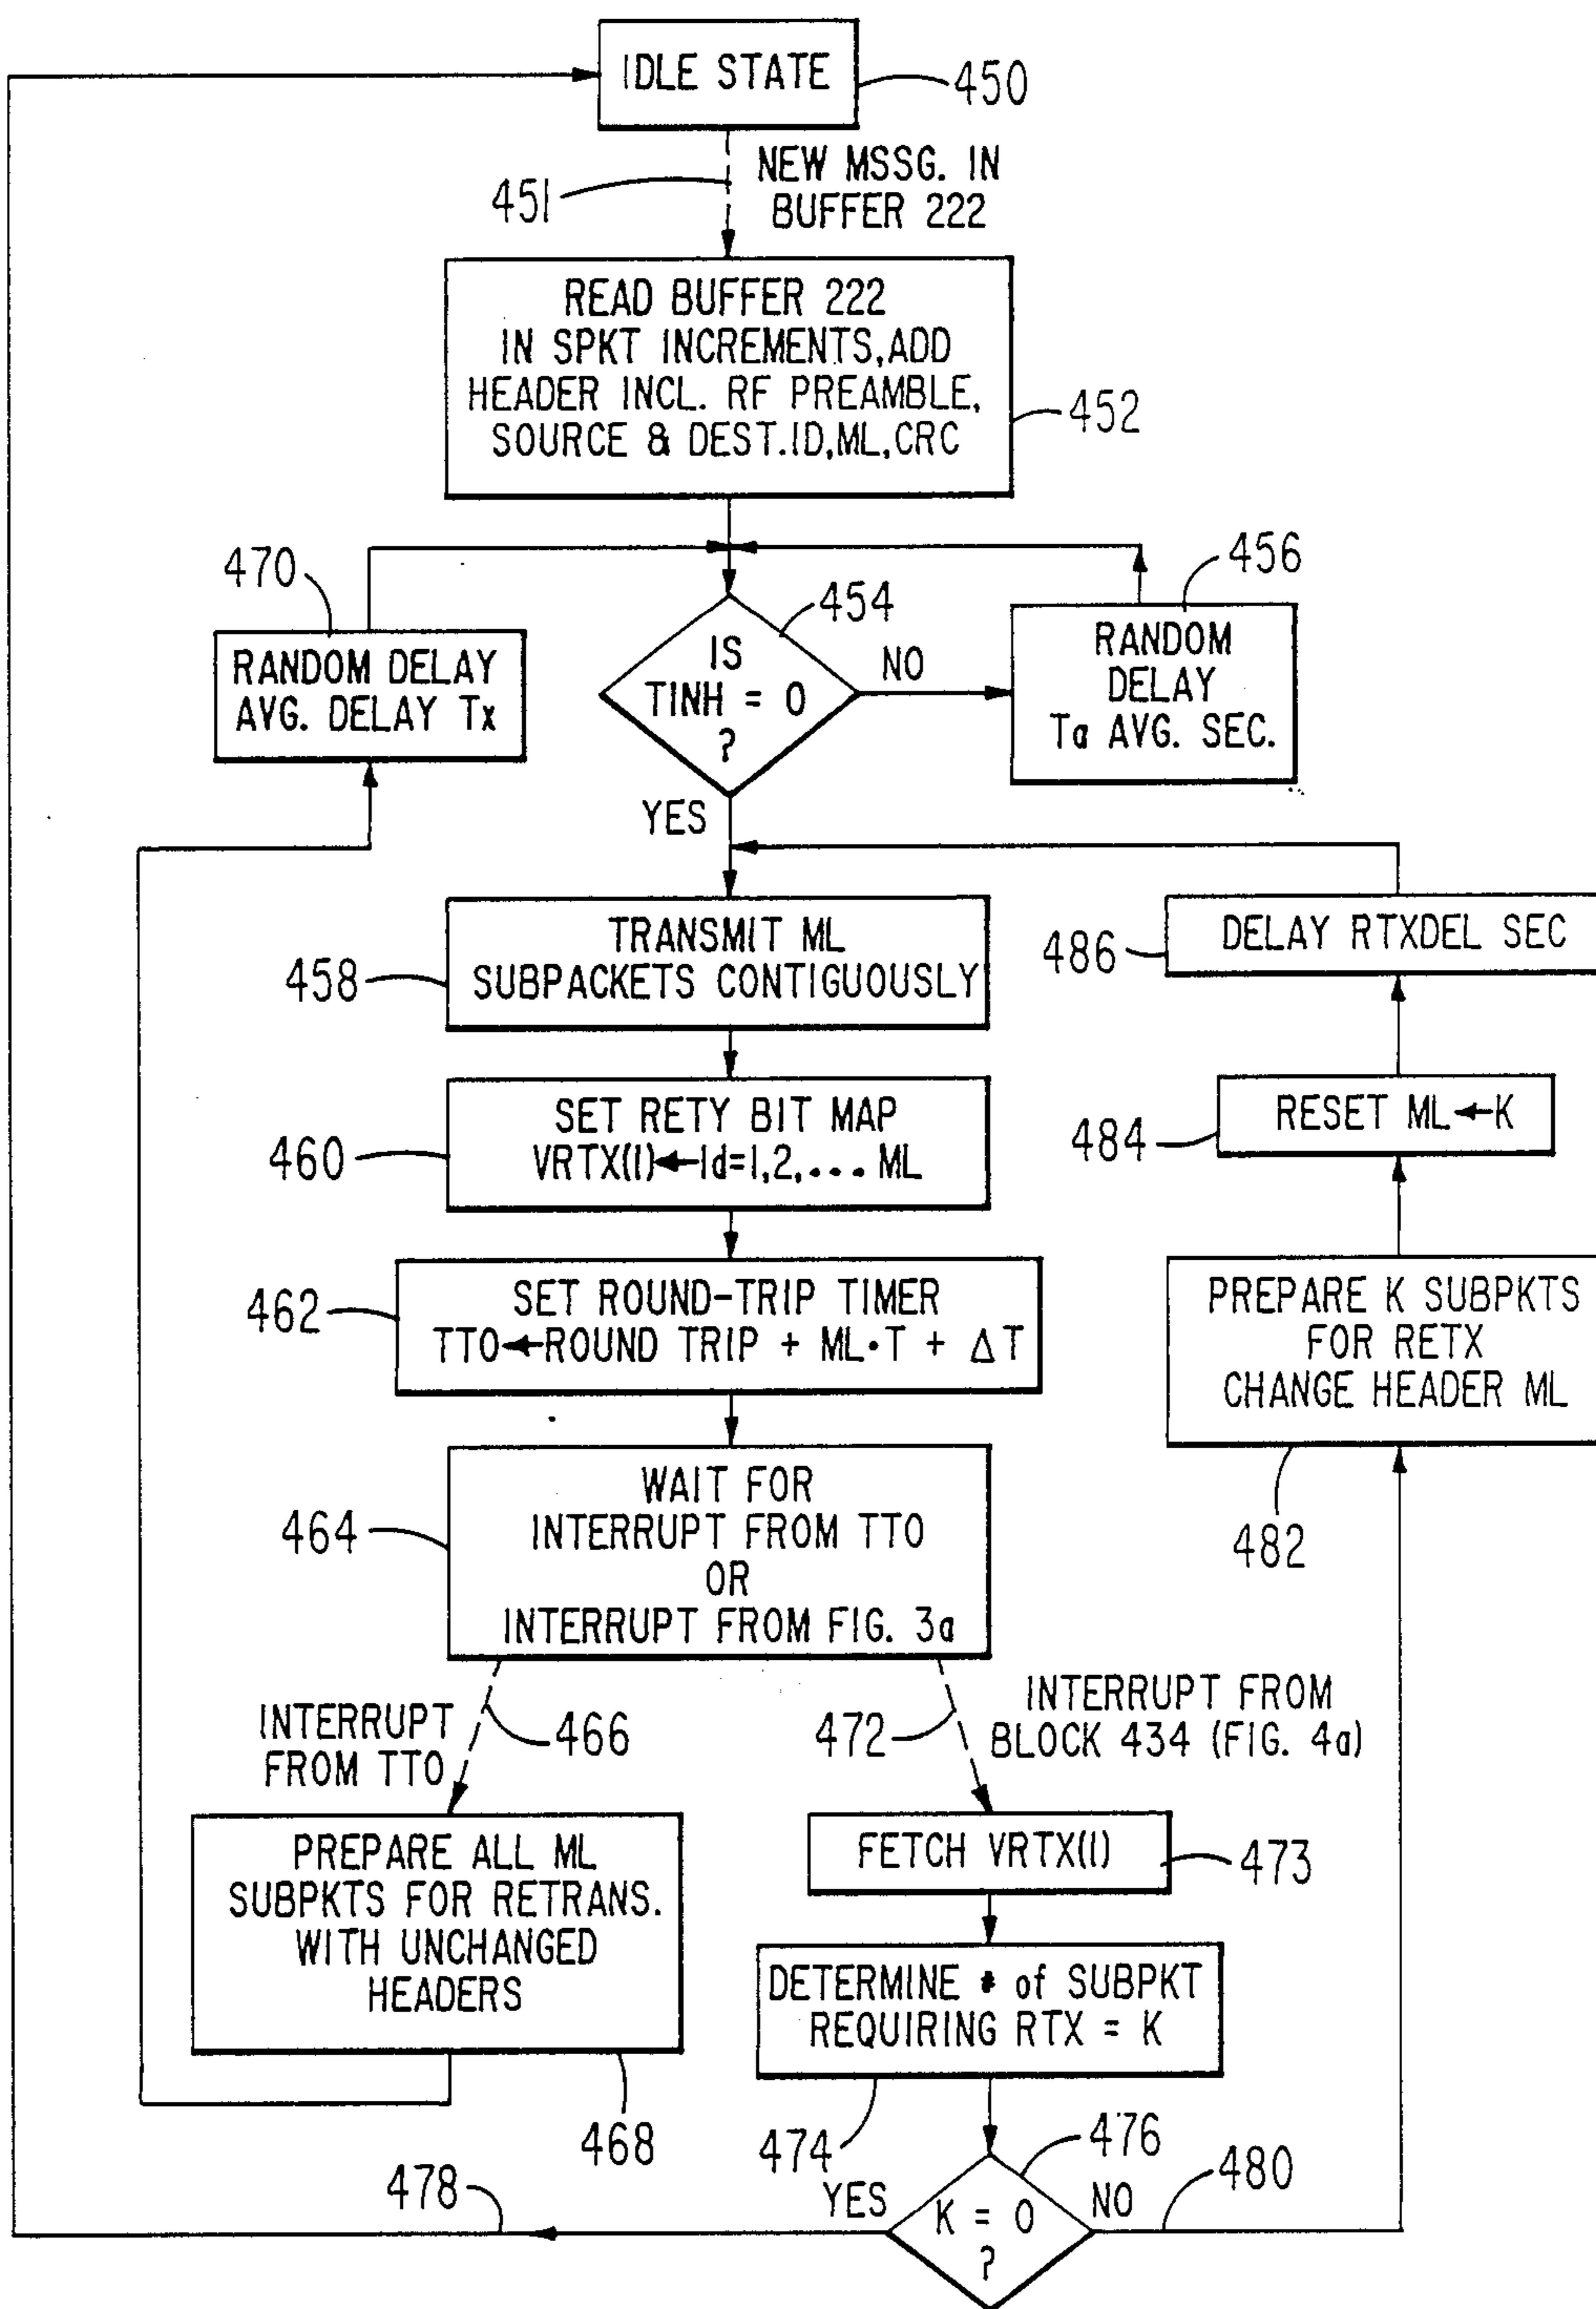 IDLE STATE
450
451
NEW MSSG. IN
BUFFER 222
READ BUFFER 222
IN SPKT INCREMENTS,ADD
HEADER INCL. RF PREAMBLE,
SOURCE & DEST.ID,ML,CRC
452
470
454
456
RANDOM DELAY
AVG. DELAY Tx
IS
TINH = 0
?
NO
RANDOM
DELAY
Ta AVG. SEC.
YES
TRANSMIT ML
SUBPACKETS CONTIGUOUSLY
458
DELAY RTXDEL SEC
486
SET RETY BIT MAP
VRTX(I)←Id=1,2,... ML
460
RESET ML←K
484
SET ROUND-TRIP TIMER
TTO←ROUND TRIP + ML•T + ΔT
462
PREPARE K SUBPKTS
FOR RETX
CHANGE HEADER ML
482
WAIT FOR
INTERRUPT FROM TTO
OR
INTERRUPT FROM FIG. 3a
464
INTERRUPT
FROM TTO
466
472
INTERRUPT FROM
BLOCK 434 (FIG. 4a)
PREPARE ALL ML
SUBPKTS FOR RETRANS.
WITH UNCHANGED
HEADERS
468
FETCH VRTX(I)
473
DETERMINE # of SUBPKT
REQUIRING RTX = K
474
476
478
YES
K = 0
?
NO
480